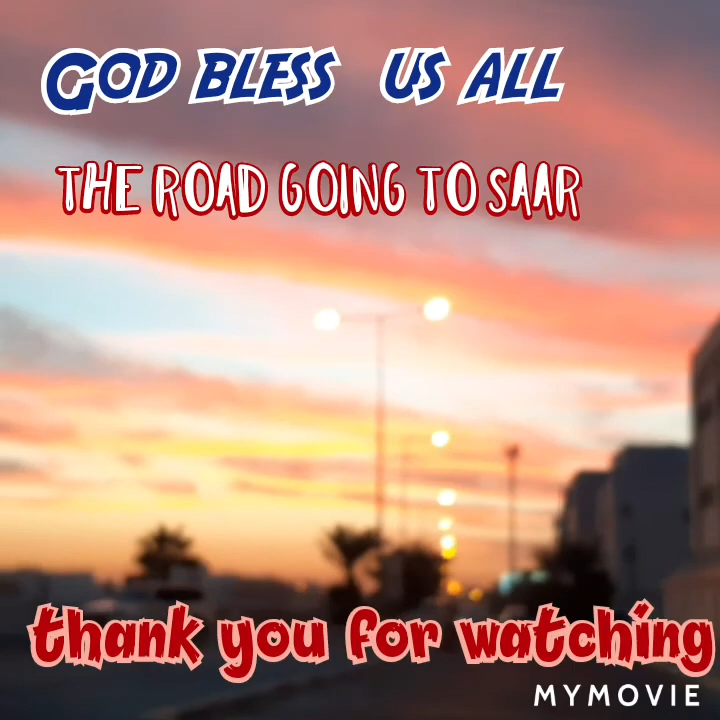 GOD BLESS US ALL
THE ROAD GOING TO SAAR
thank you for watching
MYMOVIE